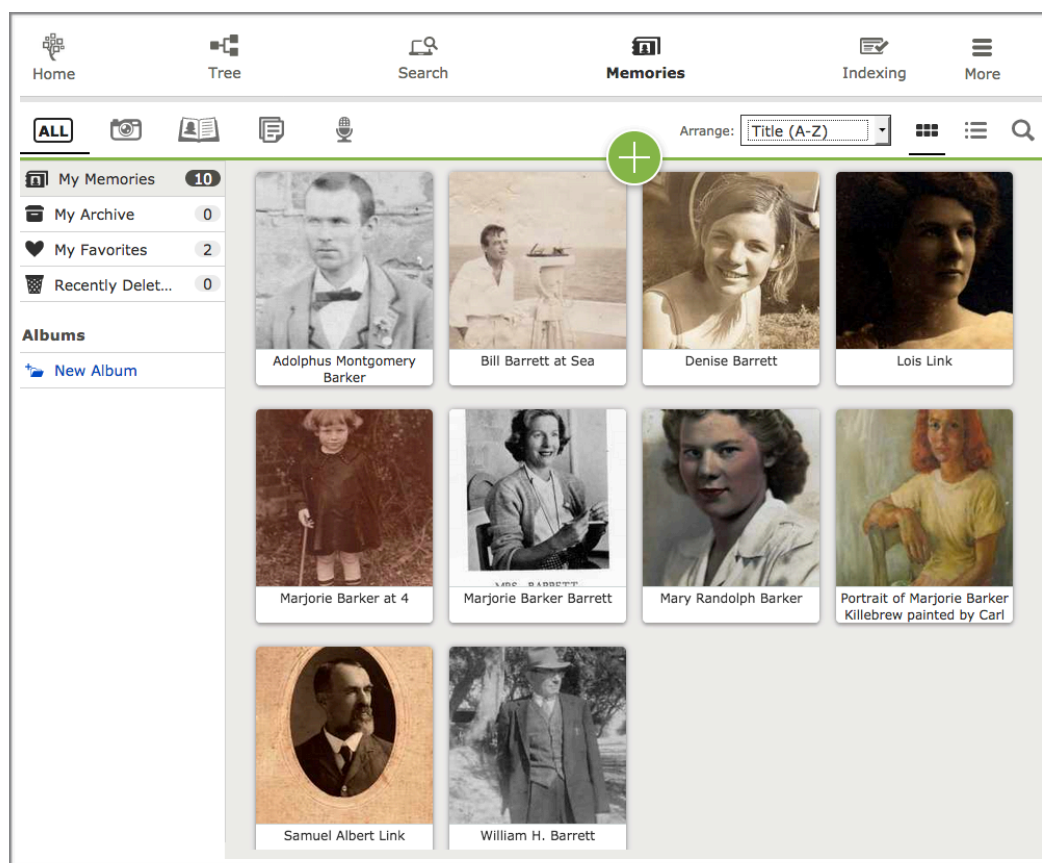 Home
Tree
Search
Memories
Indexing
More
ALL
Arrange: Title (A-Z)
My Memories 10
My Archive 0
My Favorites 2
Recently Delet... 0
Albums
New Album
Adolphus Montgomery
Barker
Bill Barrett at Sea
Denise Barrett
Lois Link
Marjorie Barker at 4
MRS. BARRETT
Marjorie Barker Barrett
Mary Randolph Barker
Portrait of Marjorie Barker
Killebrew painted by Carl
Samuel Albert Link
William H. Barrett